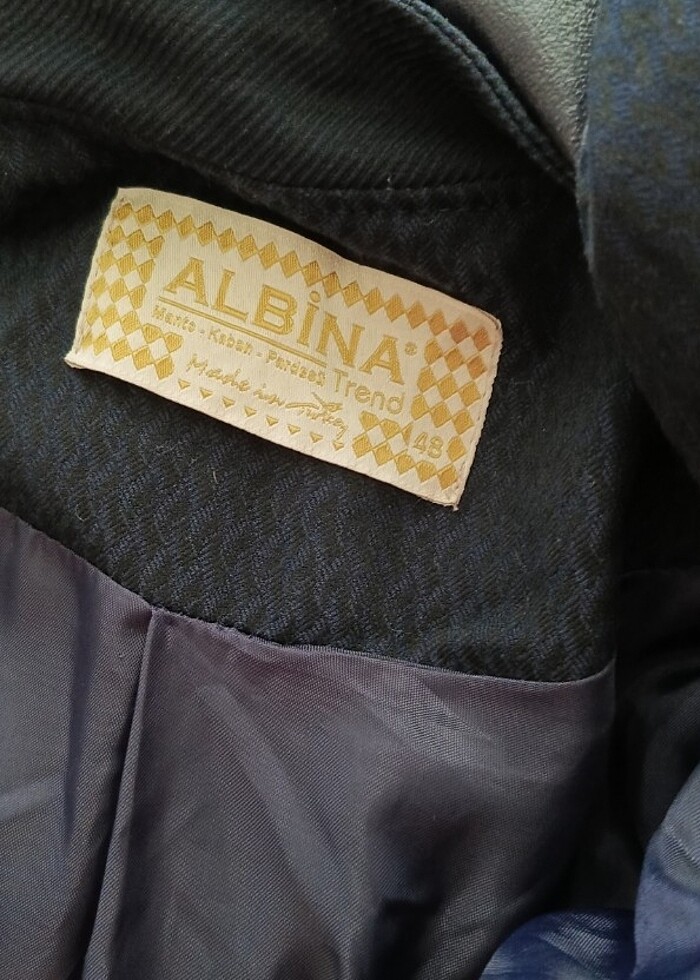 ALBİNA®
Manto - Kaban - Pardesü Trend
Made in Turkey
48